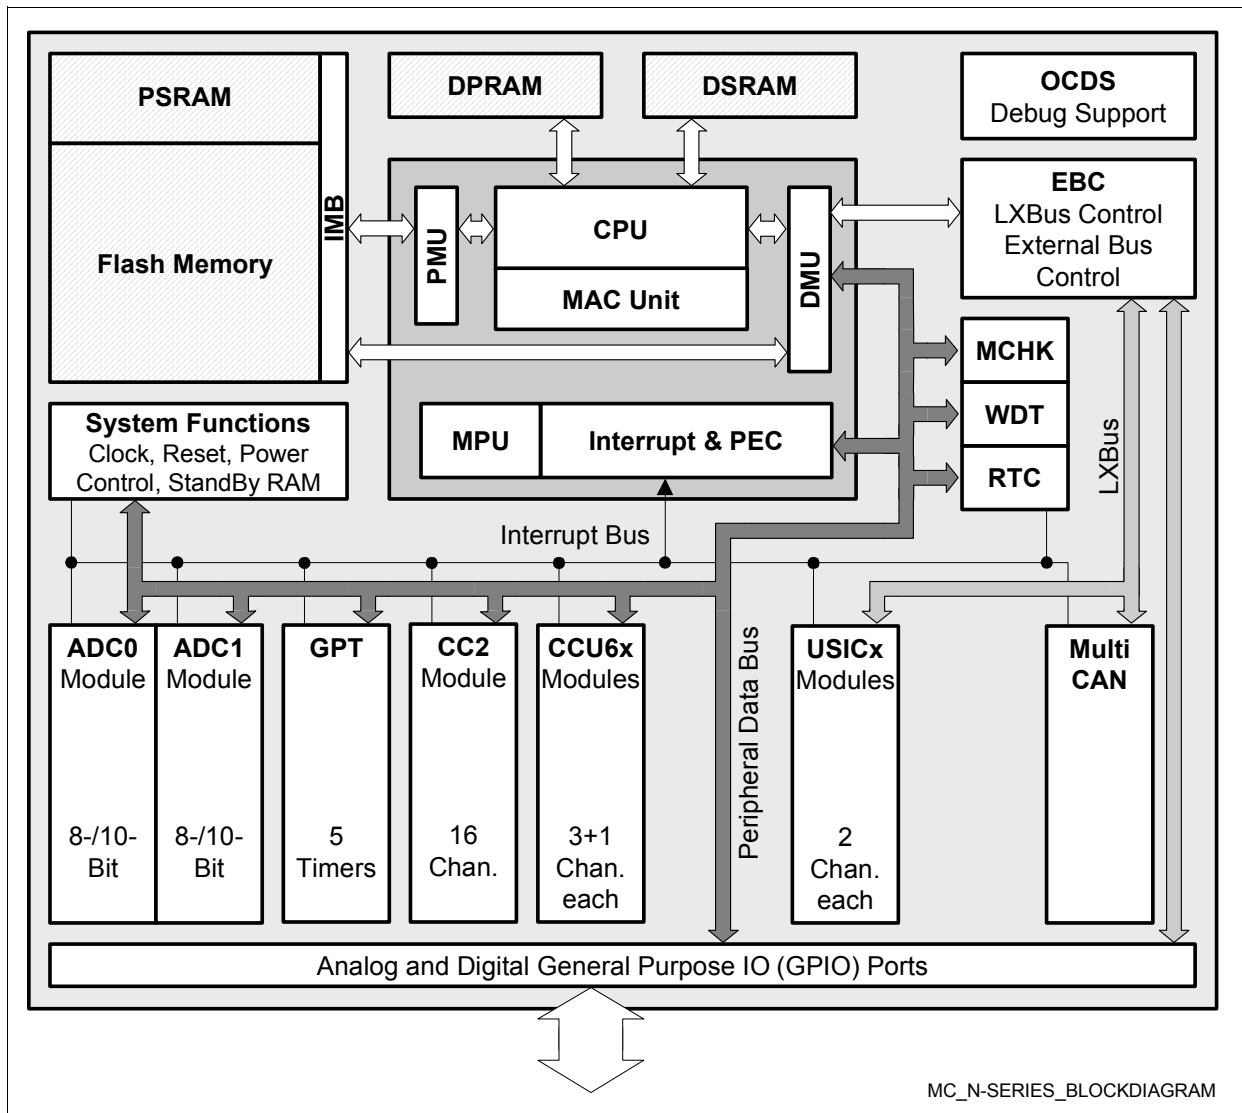 PSRAM
Flash Memory
IMB
DPRAM
DSRAM
OCDS
Debug Support
PMU
CPU
MAC Unit
DMU
EBC
LXBus Control
External Bus
Control
MCHK
WDT
RTC
LXBus
System Functions
Clock, Reset, Power
Control, StandBy RAM
MPU
Interrupt & PEC
Interrupt Bus
ADC0
Module
8-/10-
Bit
ADC1
Module
8-/10-
Bit
GPT
5
Timers
CC2
Module
16
Chan.
CCU6x
Modules
3+1
Chan.
each
Peripheral Data Bus
USICx
Modules
2
Chan.
each
Multi
CAN
Analog and Digital General Purpose IO (GPIO) Ports
MC_N-SERIES_BLOCKDIAGRAM